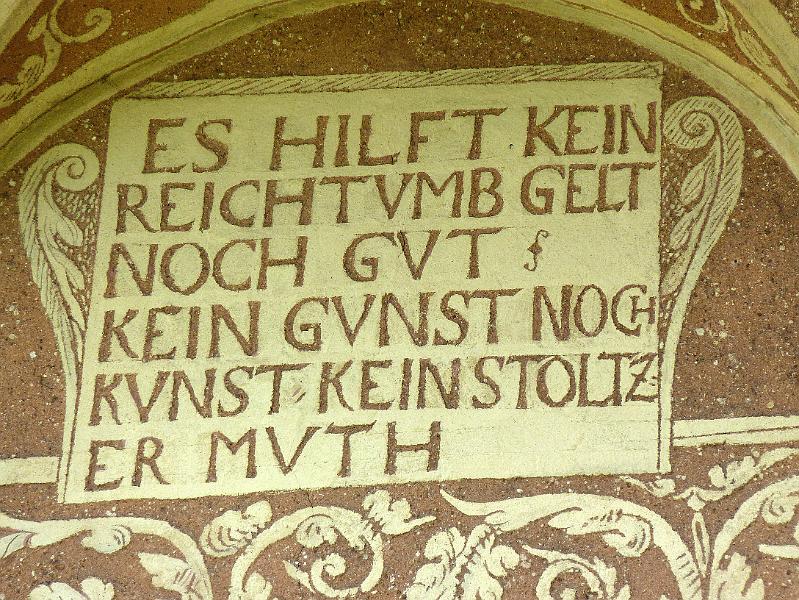 ES HILFT KEIN
REICHTVMB GELT
NOCH GVT
KEIN GVNST NOCH
KVNST KEIN STOLTZ
ER MVTH